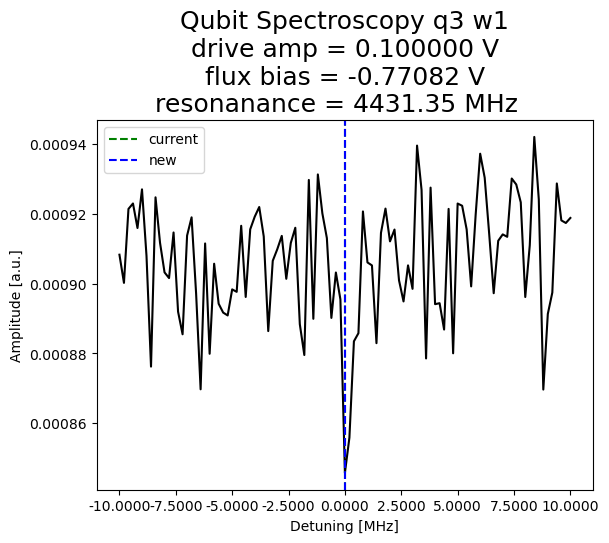 Qubit Spectroscopy q3 w1
drive amp = 0.100000 V
flux bias = -0.77082 V
resonanance = 4431.35 MHz
current
new
Amplitude [a.u.]
0.00094
0.00092
0.00090
0.00088
0.00086
-10.0000 -7.5000 -5.0000 -2.5000 0.0000 2.5000 5.0000 7.5000 10.0000
Detuning [MHz]